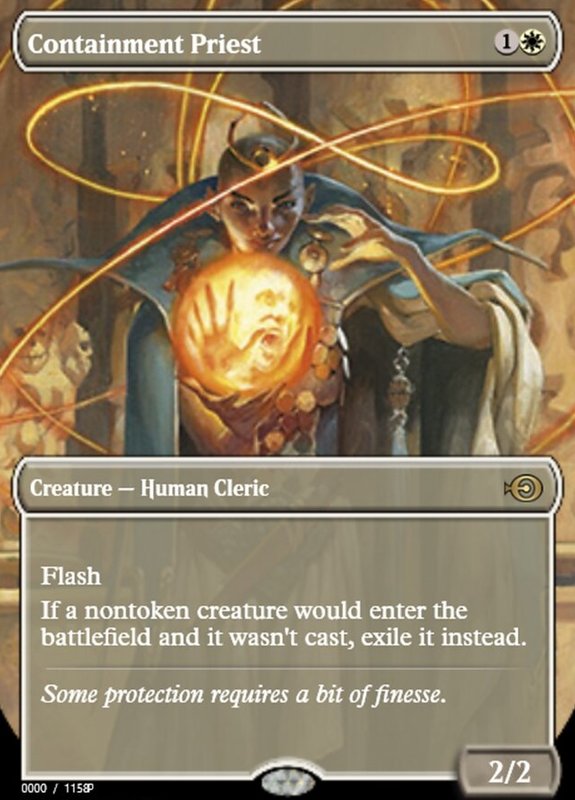 Containment Priest 1
Creature — Human Cleric
Flash
If a nontoken creature would enter the
battlefield and it wasn't cast, exile it instead.
Some protection requires a bit of finesse.
2/2
0000 / 1158P